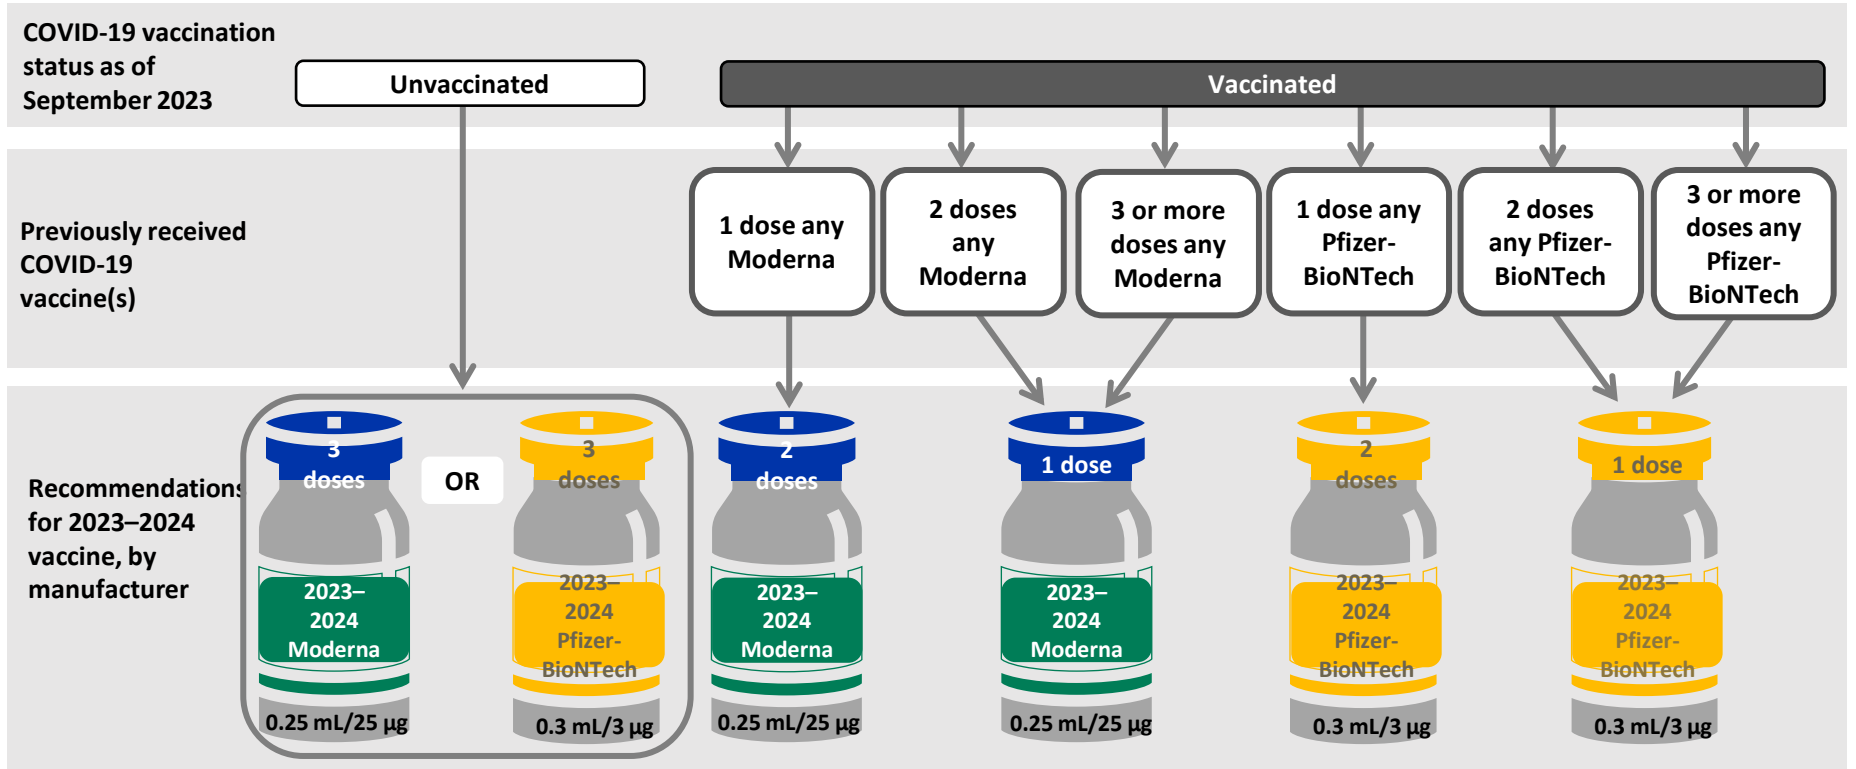 COVID-19 vaccination
status as of
September 2023
Unvaccinated
Vaccinated
Previously received
COVID-19
vaccine(s)
1 dose any
Moderna
2 doses
any
Moderna
3 or more
doses any
Moderna
1 dose any
Pfizer-
BioNTech
2 doses
any Pfizer-
BioNTech
3 or more
doses any
Pfizer-
BioNTech
Recommendations
for 2023–2024
vaccine, by
manufacturer
3
doses
2023–
2024
Moderna
0.25 mL/25 µg
OR
3
doses
2023–
2024
Pfizer-
BioNTech
0.3 mL/3 µg
2
doses
2023–
2024
Moderna
0.25 mL/25 µg
1 dose
2023–
2024
Moderna
0.25 mL/25 µg
2
doses
2023–
2024
Pfizer-
BioNTech
0.3 mL/3 µg
1 dose
2023–
2024
Pfizer-
BioNTech
0.3 mL/3 µg